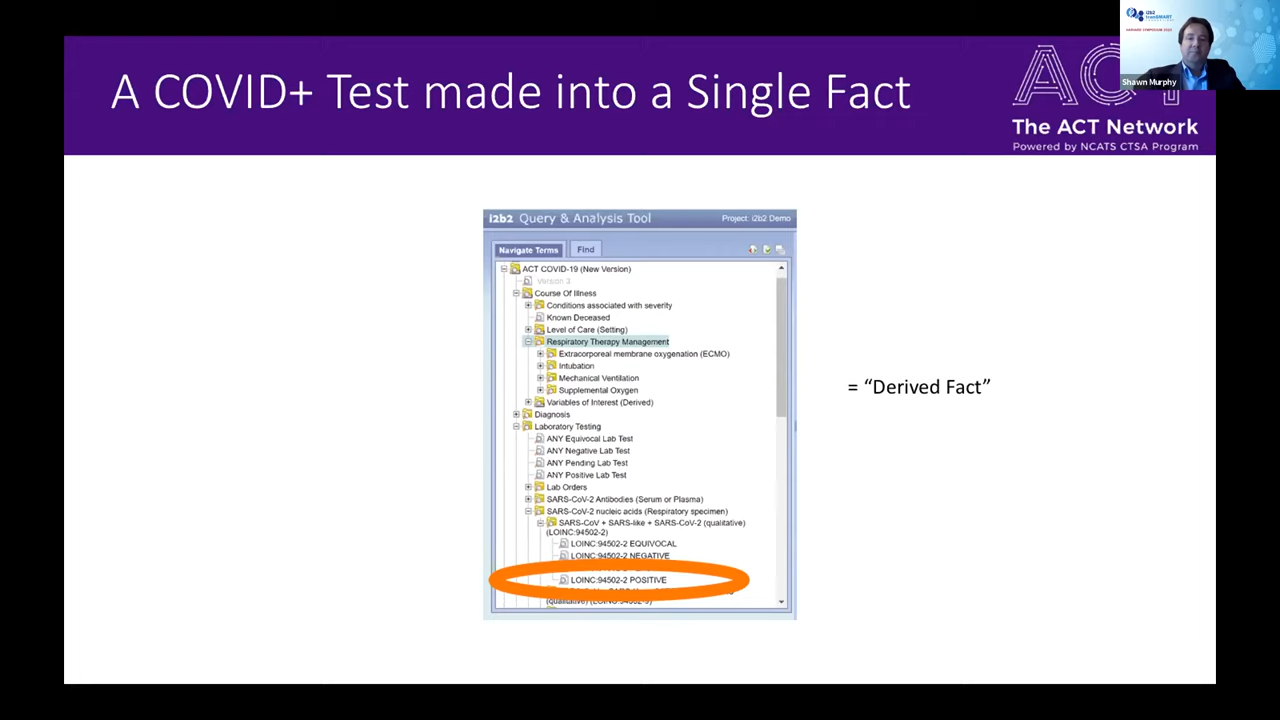 A COVID+ Test made into a Single Fact
ACT
The ACT Network
Powered by NCATS CTSA Program
i2b2
tranSMART
Shawn Murphy
i2b2 Query & Analysis Tool
Project: i2b2 Demo
Navigate Terms
Find
ACT COVID-19 (New Version)
Course Of Illness
Conditions associated with severity
Known Deceased
Level of Care (Setting)
Respiratory Therapy Management
Extracorporeal membrane oxygenation (ECMO)
Intubation
Mechanical Ventilation
Supplemental Oxygen
Variables of Interest (Derived)
Diagnosis
Laboratory Testing
ANY Equivocal Lab Test
ANY Negative Lab Test
ANY Pending Lab Test
ANY Positive Lab Test
Lab Orders
SARS-CoV-2 Antibodies (Serum or Plasma)
SARS-CoV-2 nucleic acids (Respiratory specimen)
SARS-CoV + SARS-like + SARS-CoV-2 (qualitative)
(LOINC:94502-2)
LOINC:94502-2 EQUIVOCAL
LOINC:94502-2 NEGATIVE
LOINC:94502-2 POSITIVE
= “Derived Fact”